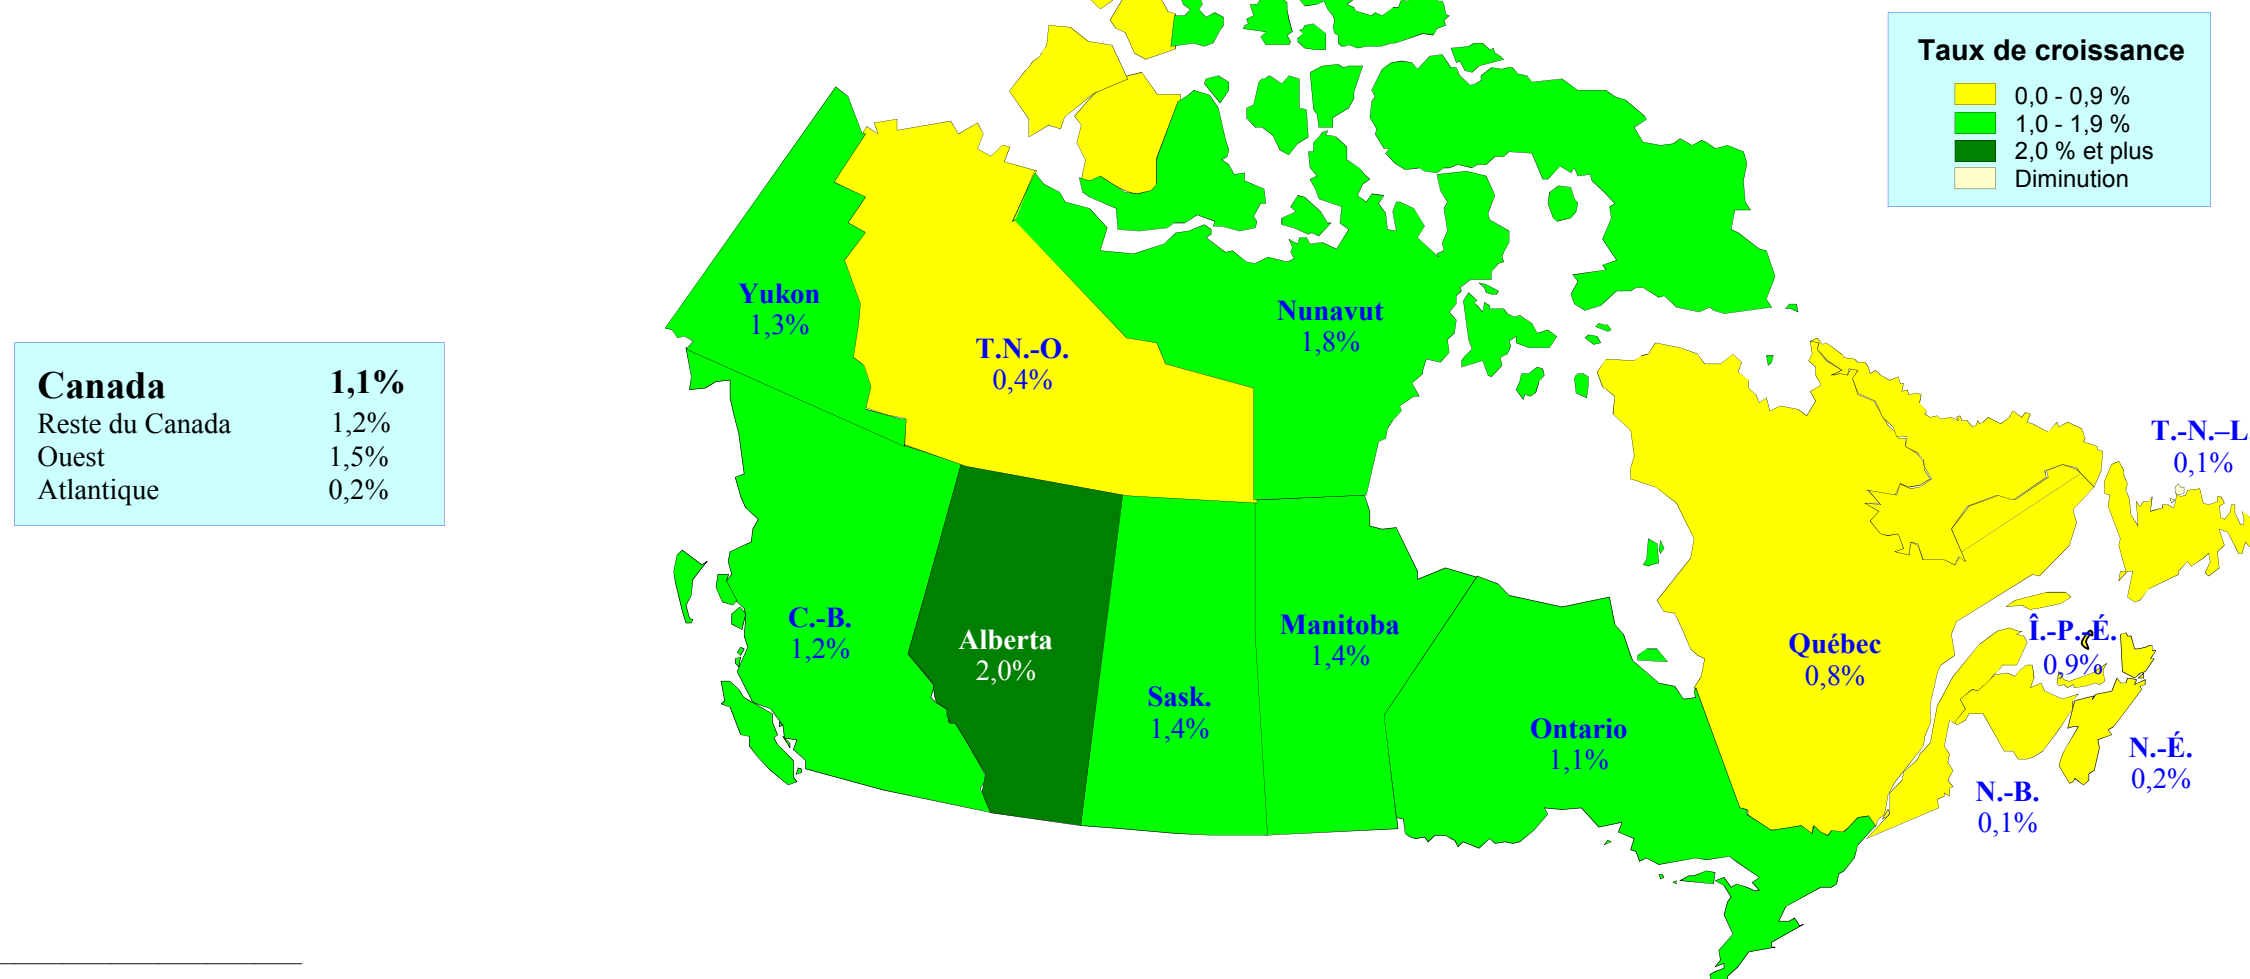 Taux de croissance
0,0 - 0,9 %
1,0 - 1,9 %
2,0 % et plus
Diminution
Canada 1,1%
Reste du Canada 1,2%
Ouest 1,5%
Atlantique 0,2%
Yukon
1,3%
T.N.-O.
0,4%
Nunavut
1,8%
T.-N.–L
0,1%
C.-B.
1,2%
Alberta
2,0%
Sask.
1,4%
Manitoba
1,4%
Ontario
1,1%
Québec
0,8%
Î.-P.-É.
0,9%
N.-É.
0,2%
N.-B.
0,1%